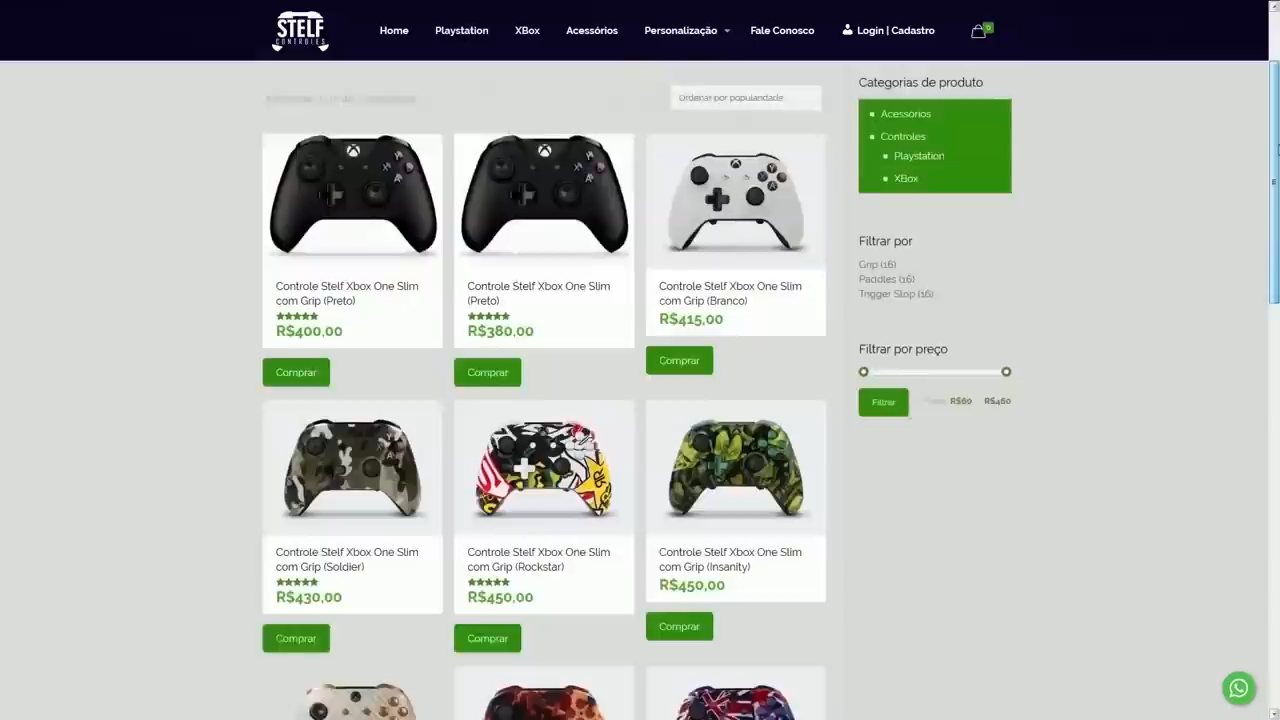 STELF
CONTROLES
Home
Playstation
XBox
Acessórios
Personalização
Fale Conosco
Login | Cadastro
0
Ordenar por popularidade
Categorias de produto
Acessorios
Controles
Playstation
XBox
Controle Stelf Xbox One Slim
com Grip (Preto)
R$400,00
Comprar
Controle Stelf Xbox One Slim
(Preto)
R$380,00
Comprar
Controle Stelf Xbox One Slim
com Grip (Branco)
R$415,00
Comprar
Filtrar por
Grip (16)
Paddles (16)
Trigger Stop (16)
Filtrar por preço
Filtrar
R$60
R$460
Controle Stelf Xbox One Slim
com Grip (Soldier)
R$430,00
Comprar
Controle Stelf Xbox One Slim
com Grip (Rockstar)
R$450,00
Comprar
Controle Stelf Xbox One Slim
com Grip (Insanity)
R$450,00
Comprar